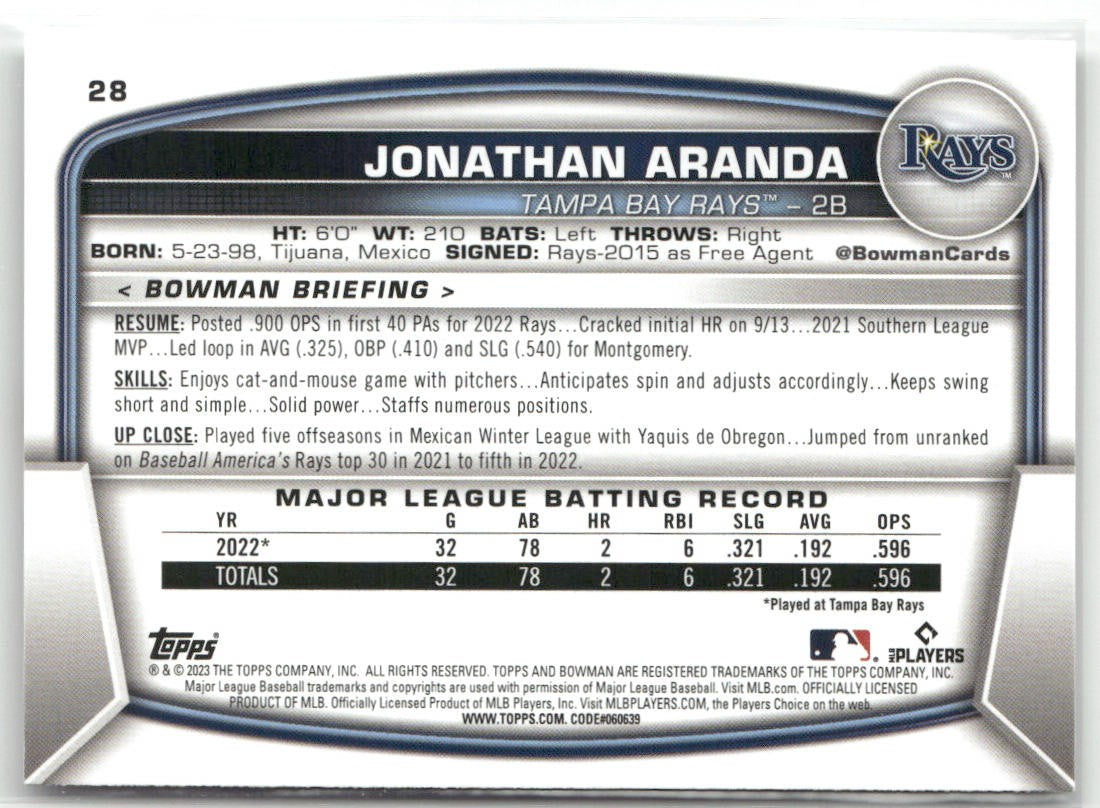 28
RAYS™
JONATHAN ARANDA
TAMPA BAY RAYS™ – 2B
HT: 6'0" WT: 210 BATS: Left THROWS: Right
BORN: 5-23-98, Tijuana, Mexico SIGNED: Rays-2015 as Free Agent @BowmanCards
< BOWMAN BRIEFING >
RESUME: Posted .900 OPS in first 40 PAs for 2022 Rays...Cracked initial HR on 9/13...2021 Southern League
MVP...Led loop in AVG (.325), OBP (.410) and SLG (.540) for Montgomery.
SKILLS: Enjoys cat-and-mouse game with pitchers...Anticipates spin and adjusts accordingly...Keeps swing
short and simple...Solid power...Staffs numerous positions.
UP CLOSE: Played five offseasons in Mexican Winter League with Yaquis de Obregon...Jumped from unranked
on Baseball America's Rays top 30 in 2021 to fifth in 2022.
MAJOR LEAGUE BATTING RECORD
YR G AB HR RBI SLG AVG OPS
2022* 32 78 2 6 .321 .192 .596
TOTALS 32 78 2 6 .321 .192 .596
*Played at Tampa Bay Rays
Topps®
MLB PLAYERS
® & © 2023 THE TOPPS COMPANY, INC. ALL RIGHTS RESERVED. TOPPS AND BOWMAN ARE REGISTERED TRADEMARKS OF THE TOPPS COMPANY, INC.
Major League Baseball trademarks and copyrights are used with permission of Major League Baseball. Visit MLB.com. OFFICIALLY LICENSED
PRODUCT OF MLB. Officially Licensed Product of MLB Players, Inc. Visit MLBPLAYERS.COM, the Players Choice on the web.
WWW.TOPPS.COM. CODE#060639